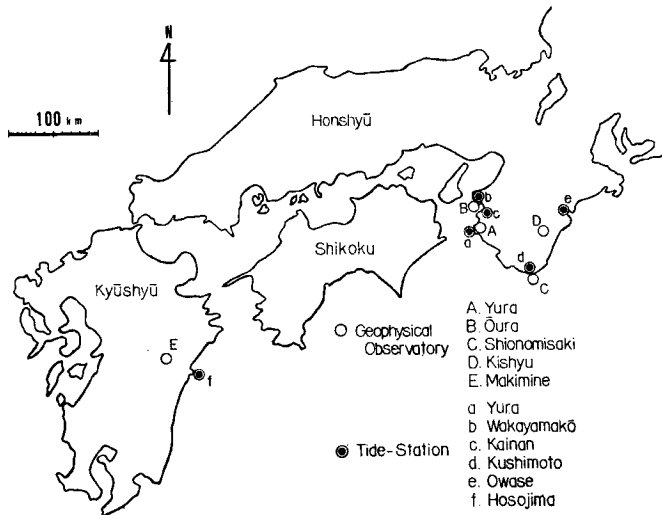 N
100 km
Honshyū
b
B
c
a
A
D
e
d
C
Shikoku
Kyūshyū
E
f
Geophysical
Observatory
Tide-Station
A. Yura
B. Ōura
C. Shionomisaki
D. Kishyu
E. Makimine
a Yura
b Wakayamakō
c. Kainan
d. Kushimoto
e. Owase
f. Hosojima